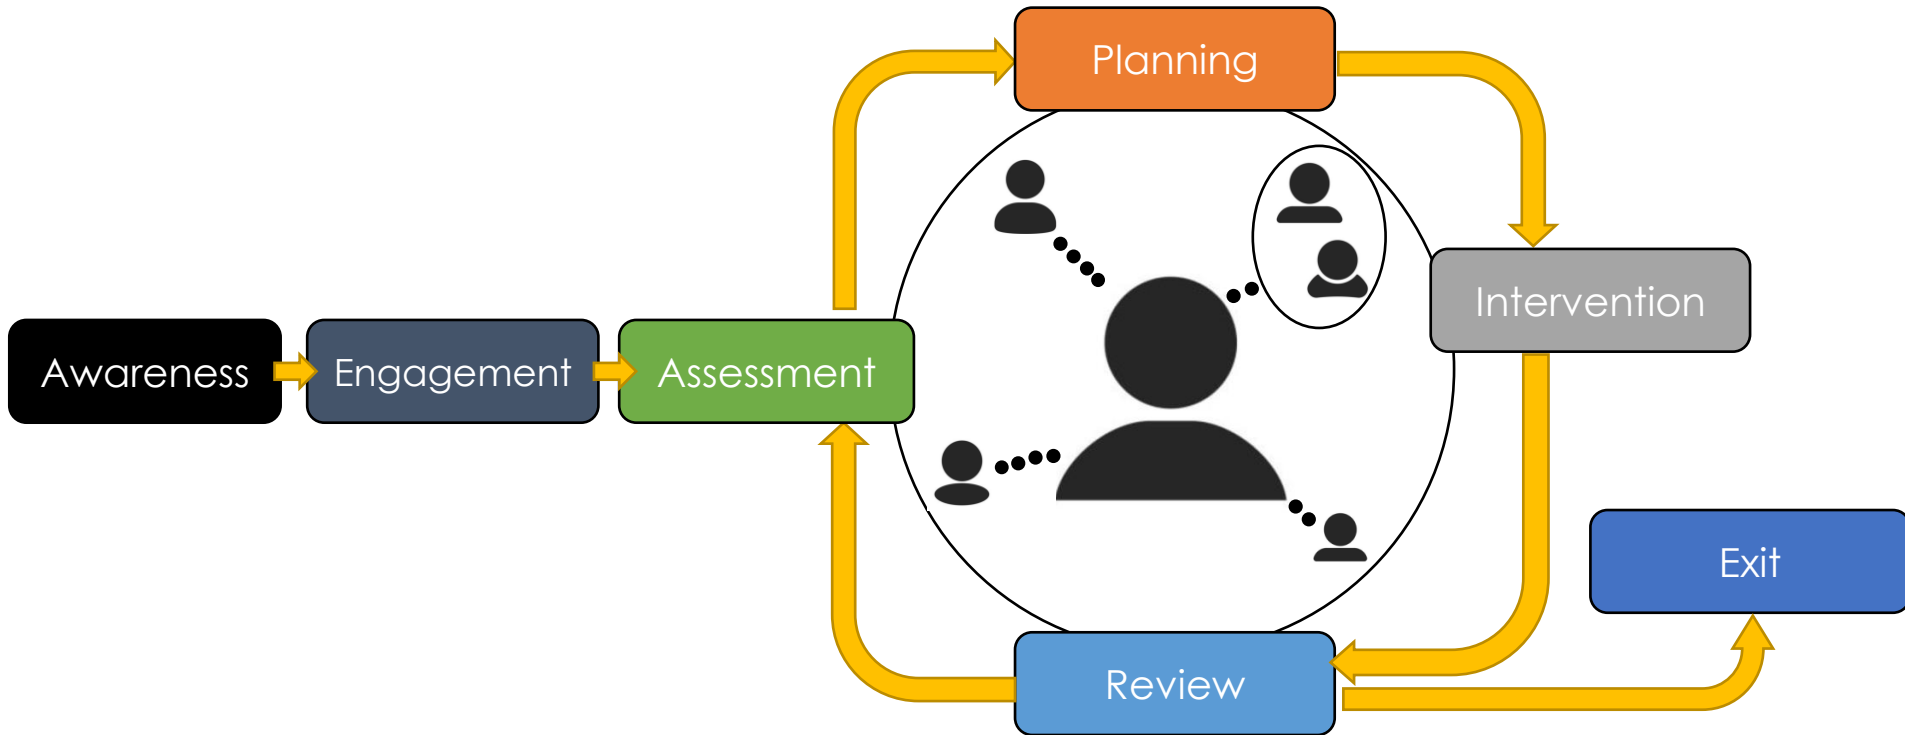 Planning
Intervention
Awareness
Engagement
Assessment
Exit
Review